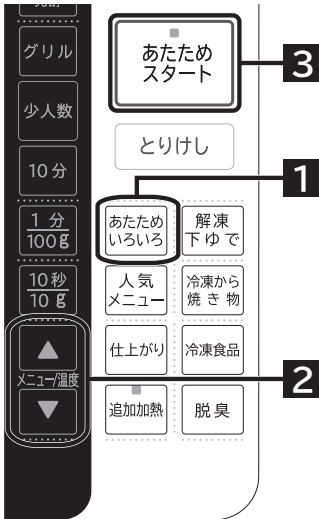 グリル
少人数
10分
1分
100g
10秒
10g
▲
メニュー/温度
▼
あたため
スタート
とりけし
あたため
いろいろ
解凍
下ゆで
人気
メニュー
冷凍から
焼き物
仕上がり
冷凍食品
追加加熱
脱臭
3
1
2